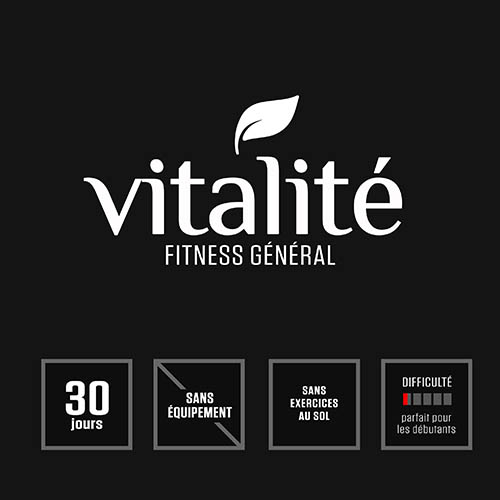 vitalité
FITNESS GÉNÉRAL
30
jours
SANS
ÉQUIPEMENT
SANS
EXERCICES
AU SOL
DIFFICULTÉ
parfait pour
les débutants